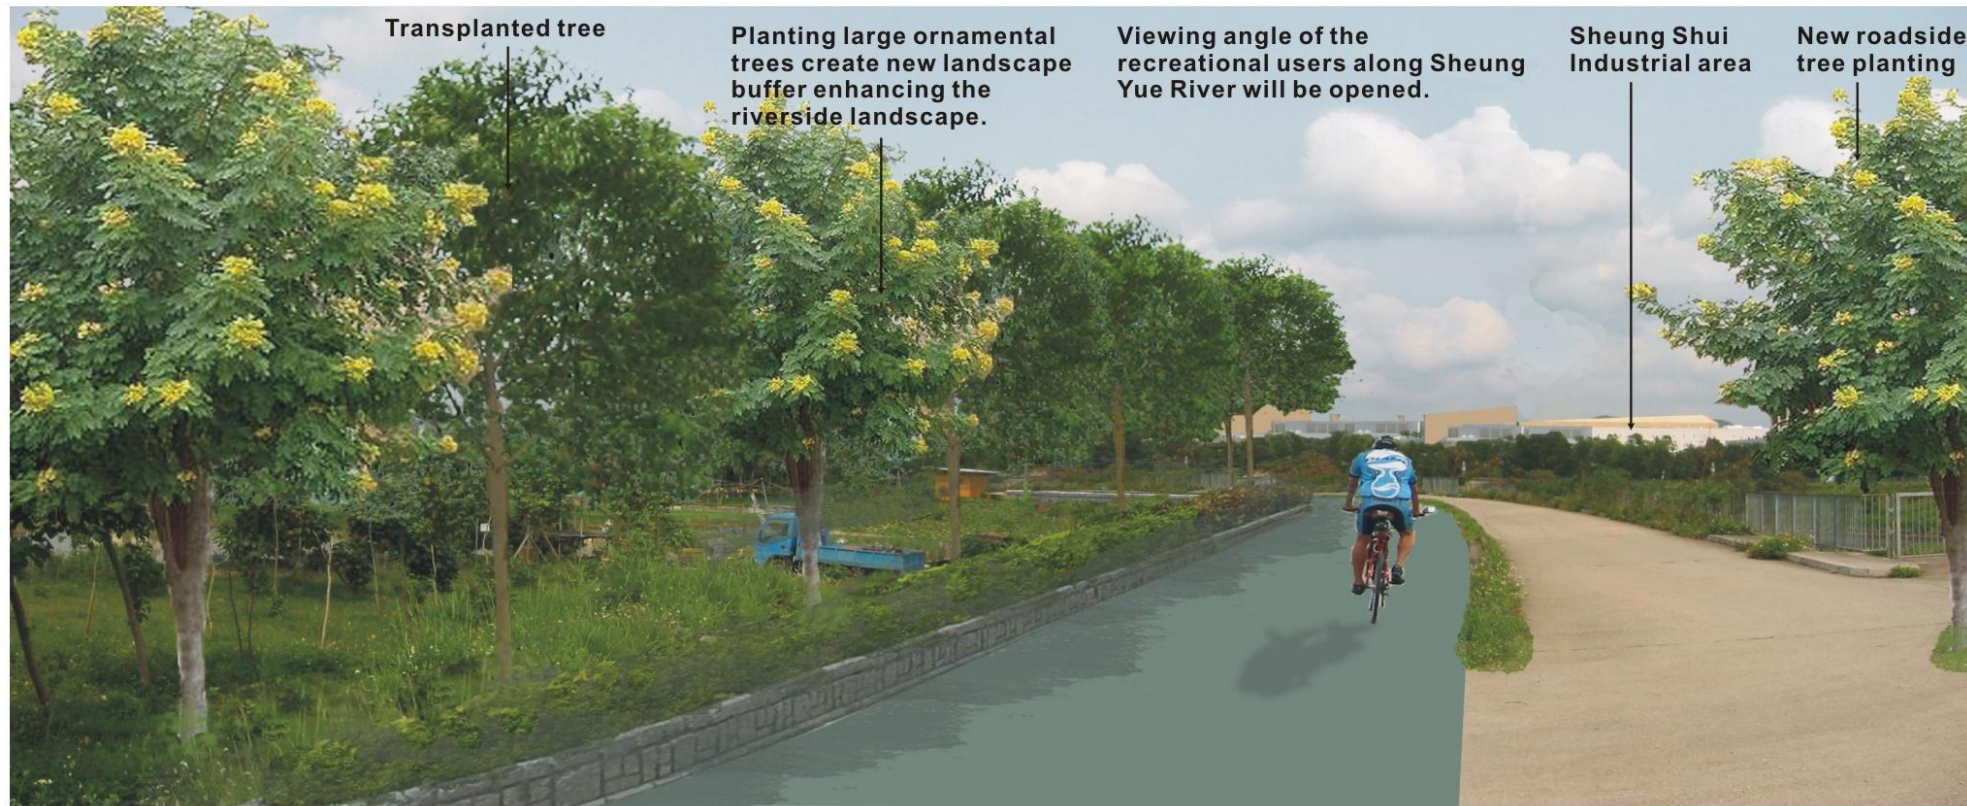 Transplanted tree
Planting large ornamental
trees create new landscape
buffer enhancing the
riverside landscape.
Viewing angle of the
recreational users along Sheung
Yue River will be opened.
Sheung Shui
Industrial area
New roadside
tree planting